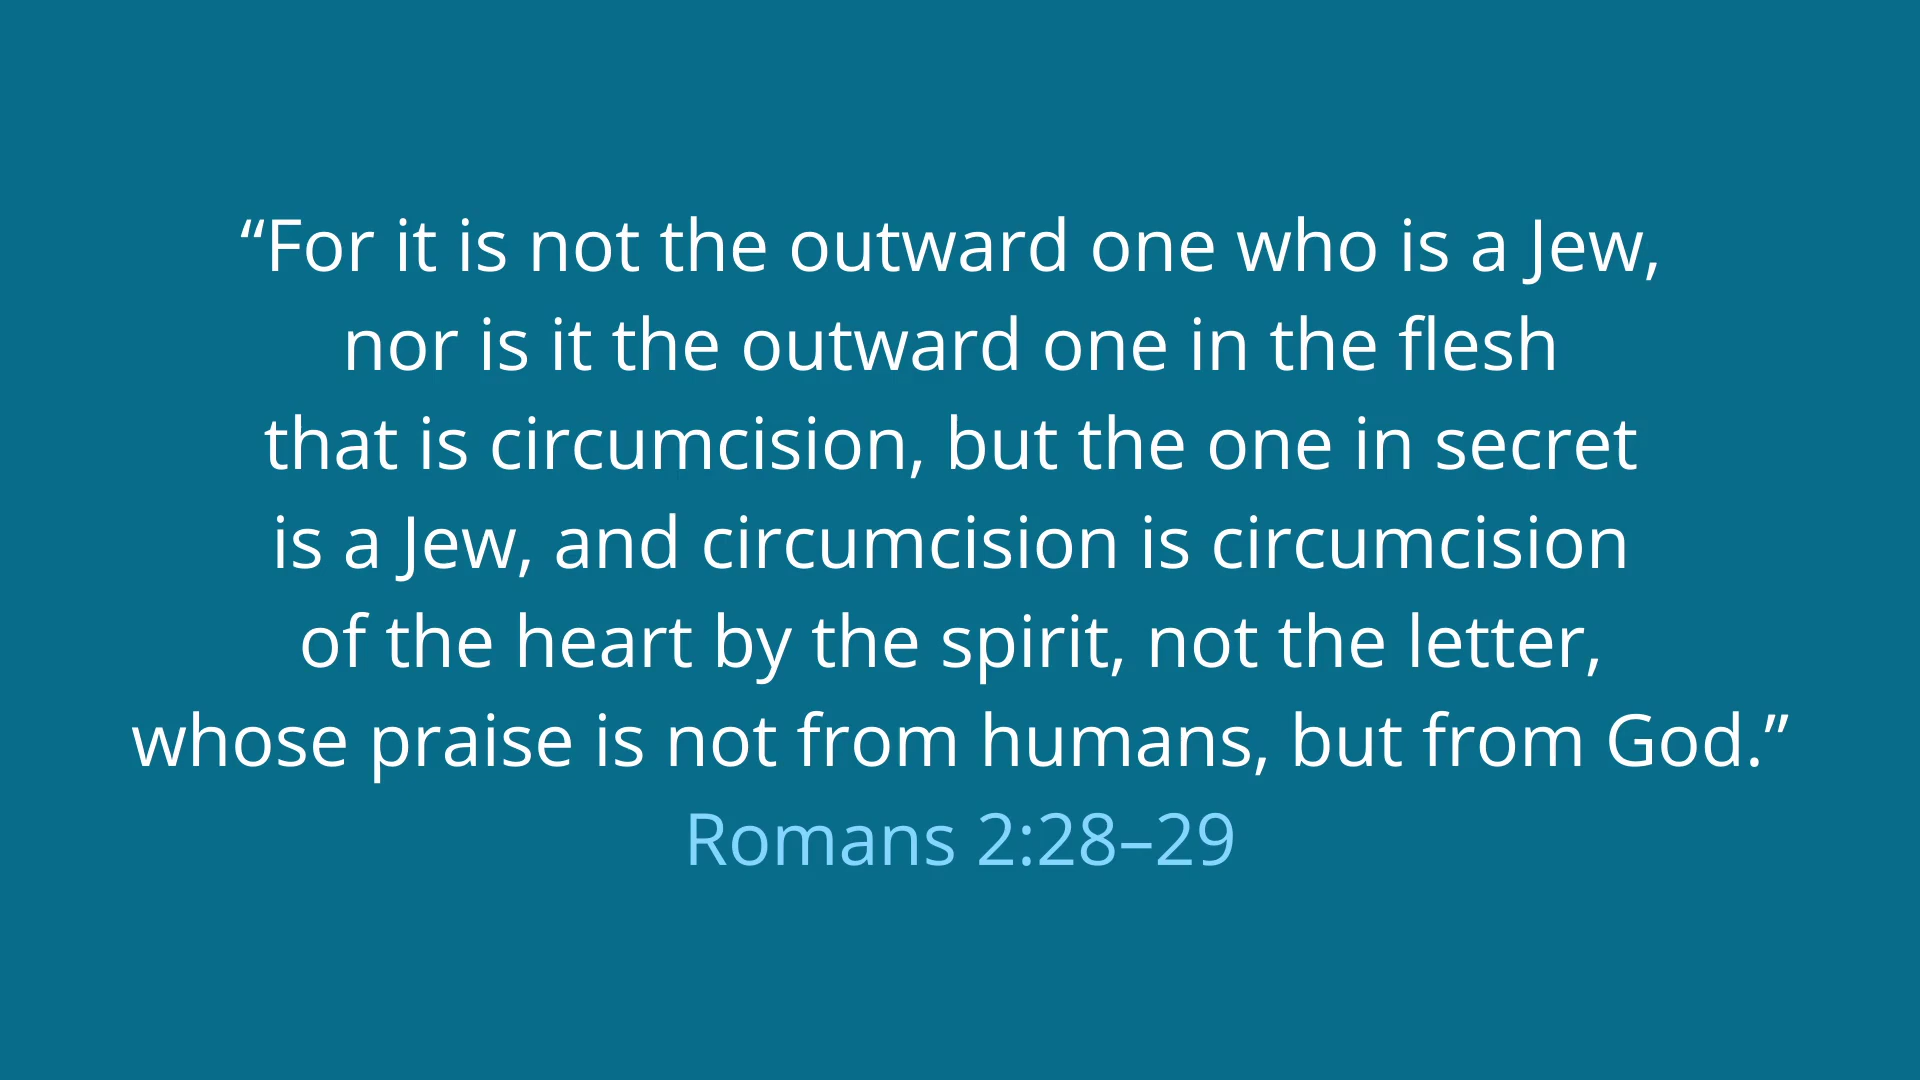 “For it is not the outward one who is a Jew,
nor is it the outward one in the flesh
that is circumcision, but the one in secret
is a Jew, and circumcision is circumcision
of the heart by the spirit, not the letter,
whose praise is not from humans, but from God.”
Romans 2:28–29